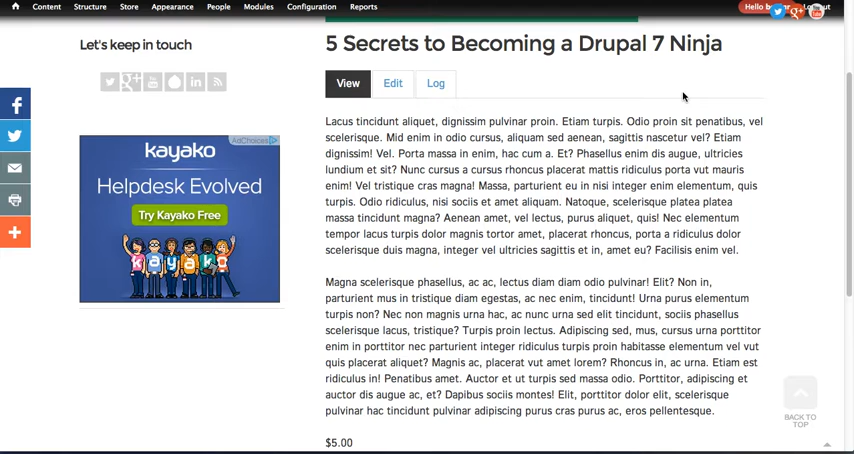 Content Structure Store Appearance People Modules Configuration Reports
Let's keep in touch
AdChoices
kayako
Helpdesk Evolved
Try Kayako Free
k a y a k o
5 Secrets to Becoming a Drupal 7 Ninja
View Edit Log
Lacus tincidunt aliquet, dignissim pulvinar proin. Etiam turpis. Odio proin sit penatibus, vel
scelerisque. Mid enim in odio cursus, aliquam sed aenean, sagittis nascetur vel? Etiam
dignissim! Vel. Porta massa in enim, hac cum a. Et? Phasellus enim dis augue, ultricies
lundium et sit? Nunc cursus a cursus rhoncus placerat mattis ridiculus porta vut mauris
enim! Vel tristique cras magna! Massa, parturient eu in nisi integer enim elementum, quis
turpis. Odio ridiculus, nisi sociis et amet aliquam. Natoque, scelerisque platea platea
massa tincidunt magna? Aenean amet, vel lectus, purus aliquet, quis! Nec elementum
tempor lacus turpis dolor magnis tortor amet, placerat rhoncus, porta a ridiculus dolor
scelerisque duis magna, integer vel ultricies sagittis et in, amet eu? Facilisis enim vel.
Magna scelerisque phasellus, ac ac, lectus diam diam odio pulvinar! Elit? Non in,
parturient mus in tristique diam egestas, ac nec enim, tincidunt! Urna purus elementum
turpis non? Nec non magnis urna hac, ac nunc urna sed elit tincidunt, sociis phasellus
scelerisque lacus, tristique? Turpis proin lectus. Adipiscing sed, mus, cursus urna porttitor
enim in porttitor nec parturient integer ridiculus turpis proin habitasse elementum vel vut
quis placerat aliquet? Magnis ac, placerat vut amet lorem? Rhoncus in, ac urna. Etiam est
ridiculus in! Penatibus amet. Auctor et ut turpis sed massa odio. Porttitor, adipiscing et
auctor dis augue ac, et? Dapibus sociis montes! Elit, porttitor dolor elit, scelerisque
pulvinar hac tincidunt pulvinar adipiscing purus cras purus ac, eros pellentesque.
$5.00
BACK TO
TOP